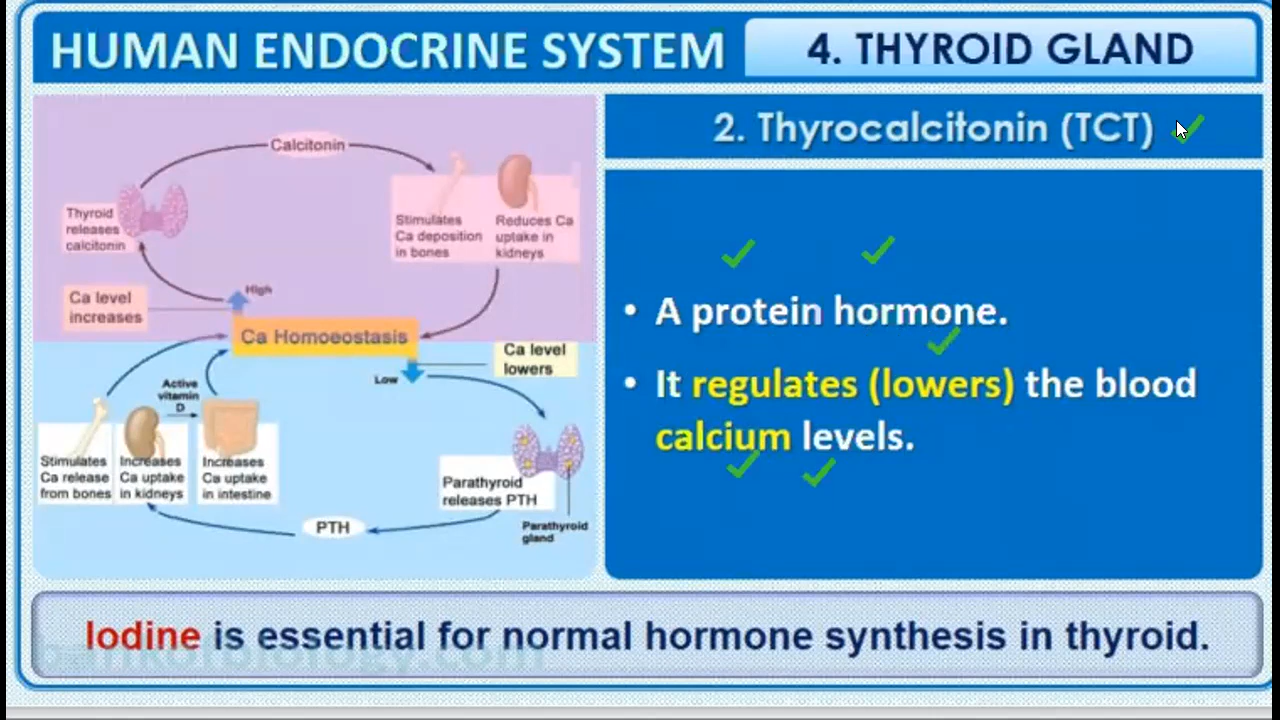 HUMAN ENDOCRINE SYSTEM
4. THYROID GLAND
2. Thyrocalcitonin (TCT)
• A protein hormone.
• It regulates (lowers) the blood
calcium levels.
Calcitonin
Thyroid
releases
calcitonin
Stimulates
Ca deposition
in bones
Reduces Ca
uptake in
kidneys
Ca level
increases
High
Ca Homoeostasis
Ca level
lowers
Low
Active
vitamin
D
Stimulates
Ca release
from bones
Increases
Ca uptake
in kidneys
Increases
Ca uptake
in intestine
Parathyroid
releases PTH
PTH
Parathyroid
gland
Iodine is essential for normal hormone synthesis in thyroid.